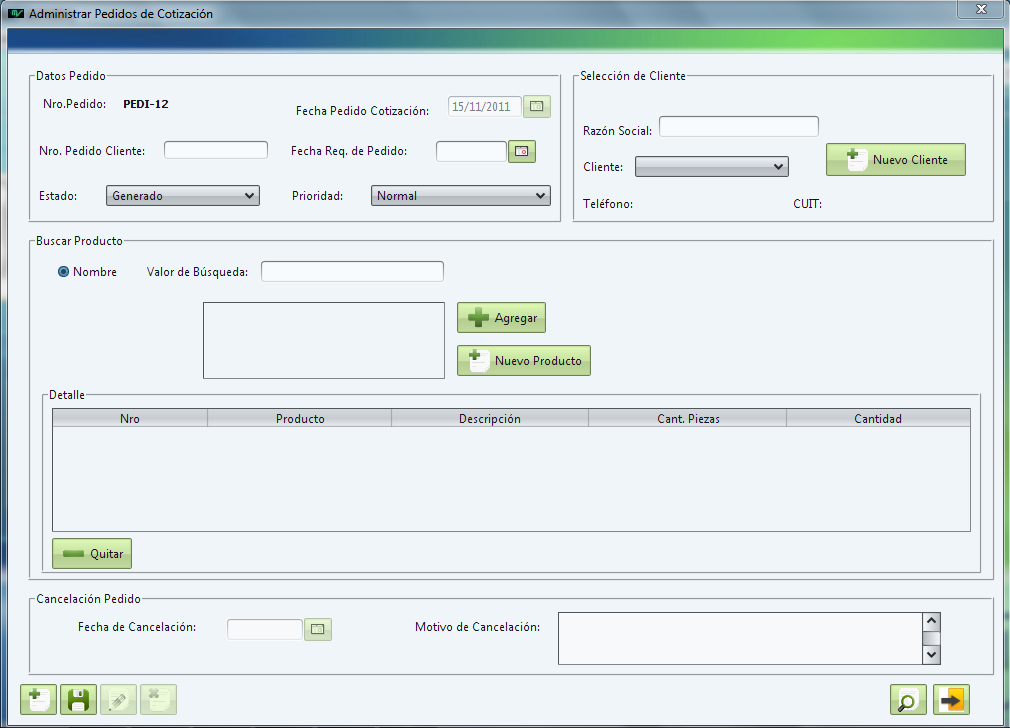 Administrar Pedidos de Cotización
Datos Pedido
Nro.Pedido: PEDI-12
Fecha Pedido Cotización: 15/11/2011
Nro. Pedido Cliente:
Fecha Req. de Pedido:
Estado: Generado
Prioridad: Normal
Selección de Cliente
Razón Social:
Cliente:
Nuevo Cliente
Teléfono:
CUIT:
Buscar Producto
Nombre
Valor de Búsqueda:
Agregar
Nuevo Producto
Detalle
Nro Producto Descripción Cant. Piezas Cantidad
Quitar
Cancelación Pedido
Fecha de Cancelación:
Motivo de Cancelación: